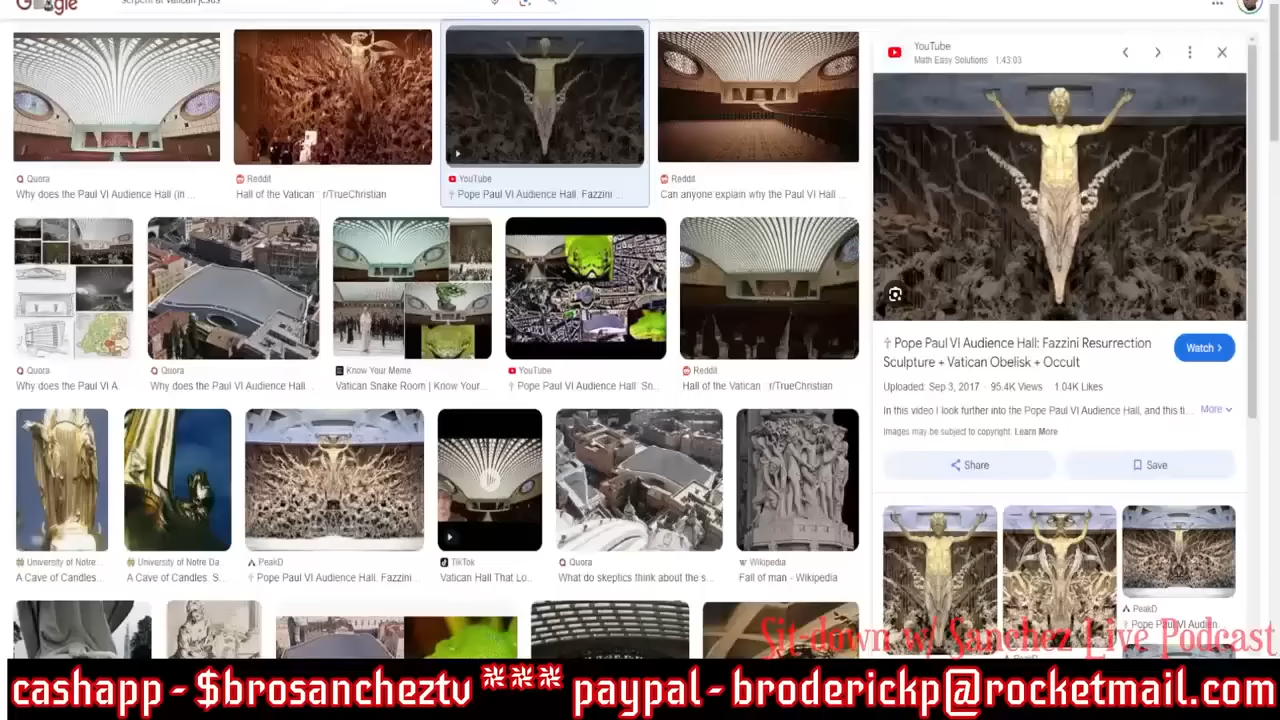 Google
serpent at vatican jesus
YouTube
Math Easy Solutions 1:43:03
Quora
Why does the Paul VI Audience Hall (in ...
Reddit
Hall of the Vatican : r/TrueChristian
YouTube
Pope Paul VI Audience Hall: Fazzini ...
Reddit
Can anyone explain why the Paul VI Hall ...
Pope Paul VI Audience Hall: Fazzini Resurrection
Sculpture + Vatican Obelisk + Occult
Watch
Uploaded: Sep 3, 2017 · 95.4K Views · 1.04K Likes
In this video I look further into the Pope Paul VI Audience Hall, and this ti... More
Images may be subject to copyright. Learn More
Share
Save
Quora
Why does the Paul VI A...
Quora
Why does the Paul VI Audience Hall ...
Know Your Meme
Vatican Snake Room | Know Your...
YouTube
Pope Paul VI Audience Hall: Sn...
Reddit
Hall of the Vatican : r/TrueChristian
University of Notre...
A Cave of Candles...
University of Notre Da...
A Cave of Candles: S...
PeakD
Pope Paul VI Audience Hall: Fazzini...
TikTok
Vatican Hall That Lo...
Quora
What do skeptics think about the s...
Wikipedia
Fall of man - Wikipedia
PeakD
Pope Paul VI Audien...
Sit down w/ Sanchez Live Podcast
cashapp - $brosancheztv *** paypal - broderickp@rocketmail.com